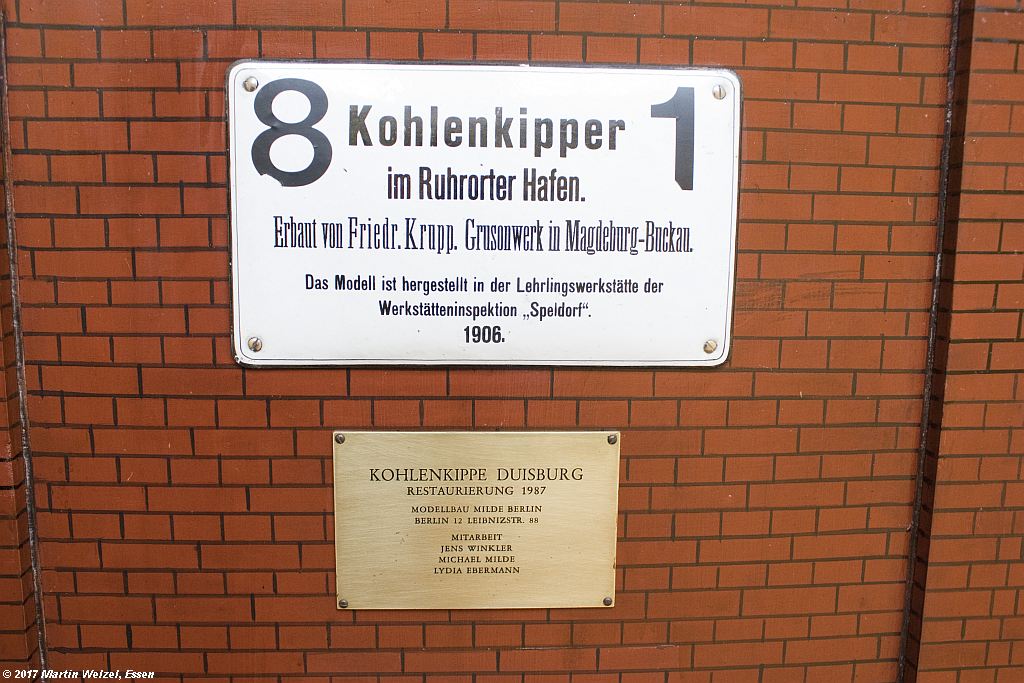 8 Kohlenkipper 1
im Ruhrorter Hafen.
Erbaut von Friedr. Krupp. Grusonwerk in Magdeburg-Buckau.
Das Modell ist hergestellt in der Lehrlingswerkstätte der
Werkstätteninspektion „Speldorf“.
1906.
KOHLENKIPPE DUISBURG
RESTAURIERUNG 1987
MODELLBAU MILDE BERLIN
BERLIN 12 LEIBNIZSTR. 88
MITARBEIT
JENS WINKLER
MICHAEL MILDE
LYDIA EBERMANN
© 2017 Martin Welzel, Essen